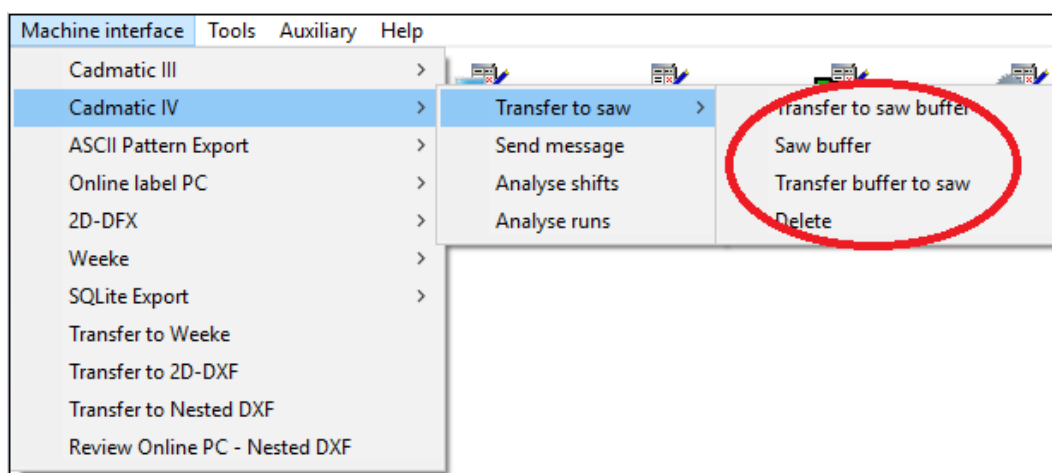 Machine interface Tools Auxiliary Help
Cadmatic III
Cadmatic IV
ASCII Pattern Export
Online label PC
2D-DFX
Weeke
SQLite Export
Transfer to Weeke
Transfer to 2D-DXF
Transfer to Nested DXF
Review Online PC - Nested DXF
Transfer to saw
Send message
Analyse shifts
Analyse runs
Transfer to saw buffer
Saw buffer
Transfer buffer to saw
Delete